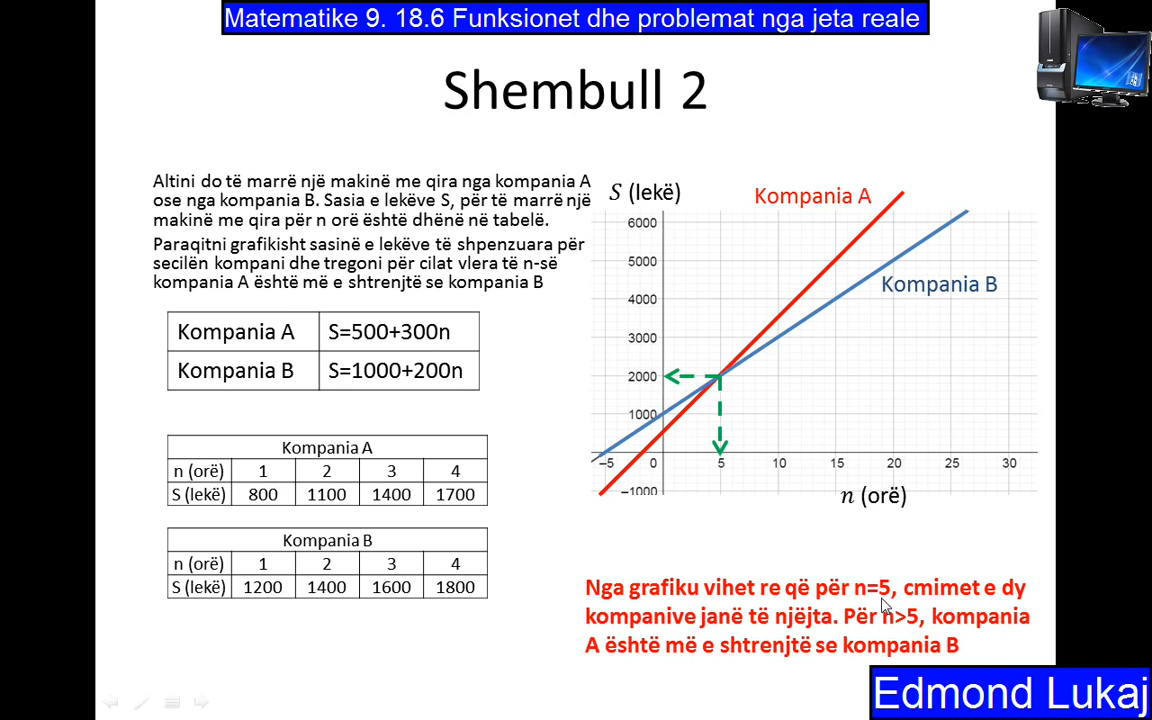 Matematike 9. 18.6 Funksionet dhe problemat nga jeta reale
Shembull 2
Altini do të marrë një makinë me qira nga kompania A
ose nga kompania B. Sasia e lekëve S, për të marrë një
makinë me qira për n orë është dhënë në tabelë.
Paraqitni grafikisht sasinë e lekëve të shpenzuara për
secilën kompani dhe tregoni për cilat vlera të n-së
kompania A është më e shtrenjtë se kompania B
Kompania A S=500+300n
Kompania B S=1000+200n
Kompania A
n (orë) 1 2 3 4
S (lekë) 800 1100 1400 1700
Kompania B
n (orë) 1 2 3 4
S (lekë) 1200 1400 1600 1800
S (lekë)
Kompania A
Kompania B
6000
5000
4000
3000
2000
1000
−5 0 5 10 15 20 25 30
−1000
n (orë)
Nga grafiku vihet re që për n=5, cmimet e dy
kompanive janë të njëjta. Për n>5, kompania
A është më e shtrenjtë se kompania B
Edmond Lukaj